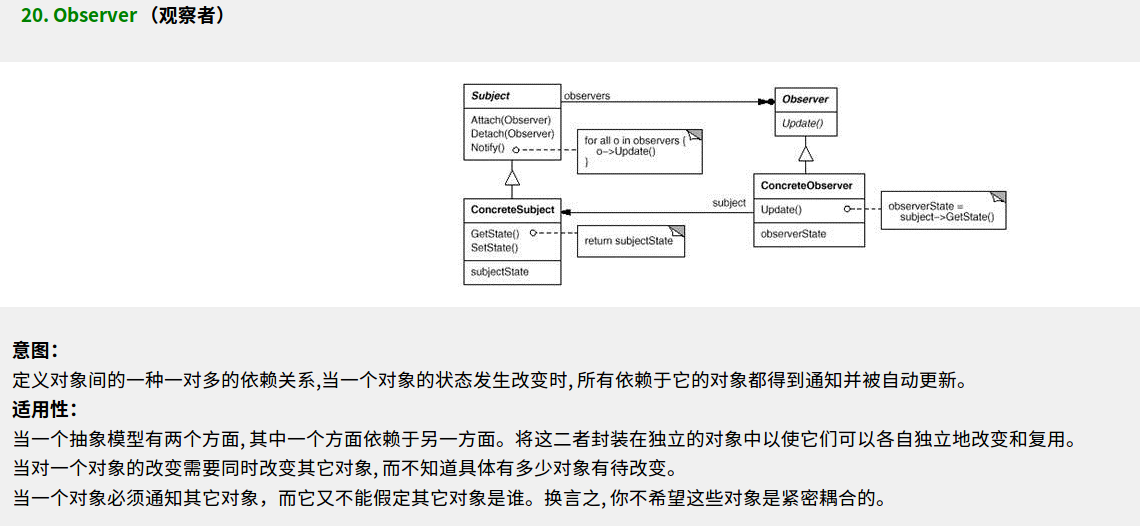 20. Observer（观察者）
Subject
observers
Observer
Attach(Observer)
Detach(Observer)
Notify()
Update()
for all o in observers {
o->Update()
}
ConcreteSubject
subject
ConcreteObserver
GetState()
SetState()
return subjectState
Update()
observerState =
subject->GetState()
subjectState
observerState
意图：
定义对象间的一种一对多的依赖关系,当一个对象的状态发生改变时, 所有依赖于它的对象都得到通知并被自动更新。
适用性：
当一个抽象模型有两个方面, 其中一个方面依赖于另一方面。将这二者封装在独立的对象中以使它们可以各自独立地改变和复用。
当对一个对象的改变需要同时改变其它对象, 而不知道具体有多少对象有待改变。
当一个对象必须通知其它对象，而它又不能假定其它对象是谁。换言之, 你不希望这些对象是紧密耦合的。